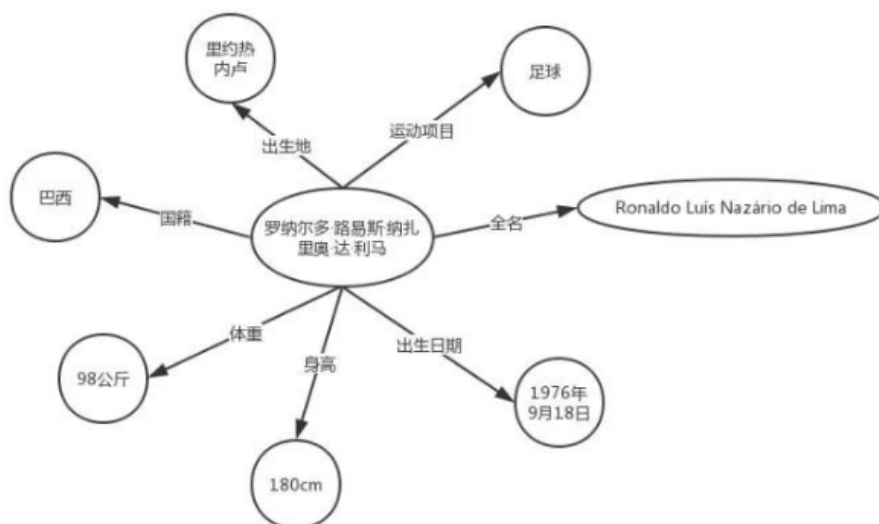 里约热
内卢
足球
出生地
运动项目
巴西
国籍
罗纳尔多·路易斯·纳扎
里奥·达·利马
全名
Ronaldo Luís Nazário de Lima
体重
身高
出生日期
98公斤
1976年
9月18日
180cm